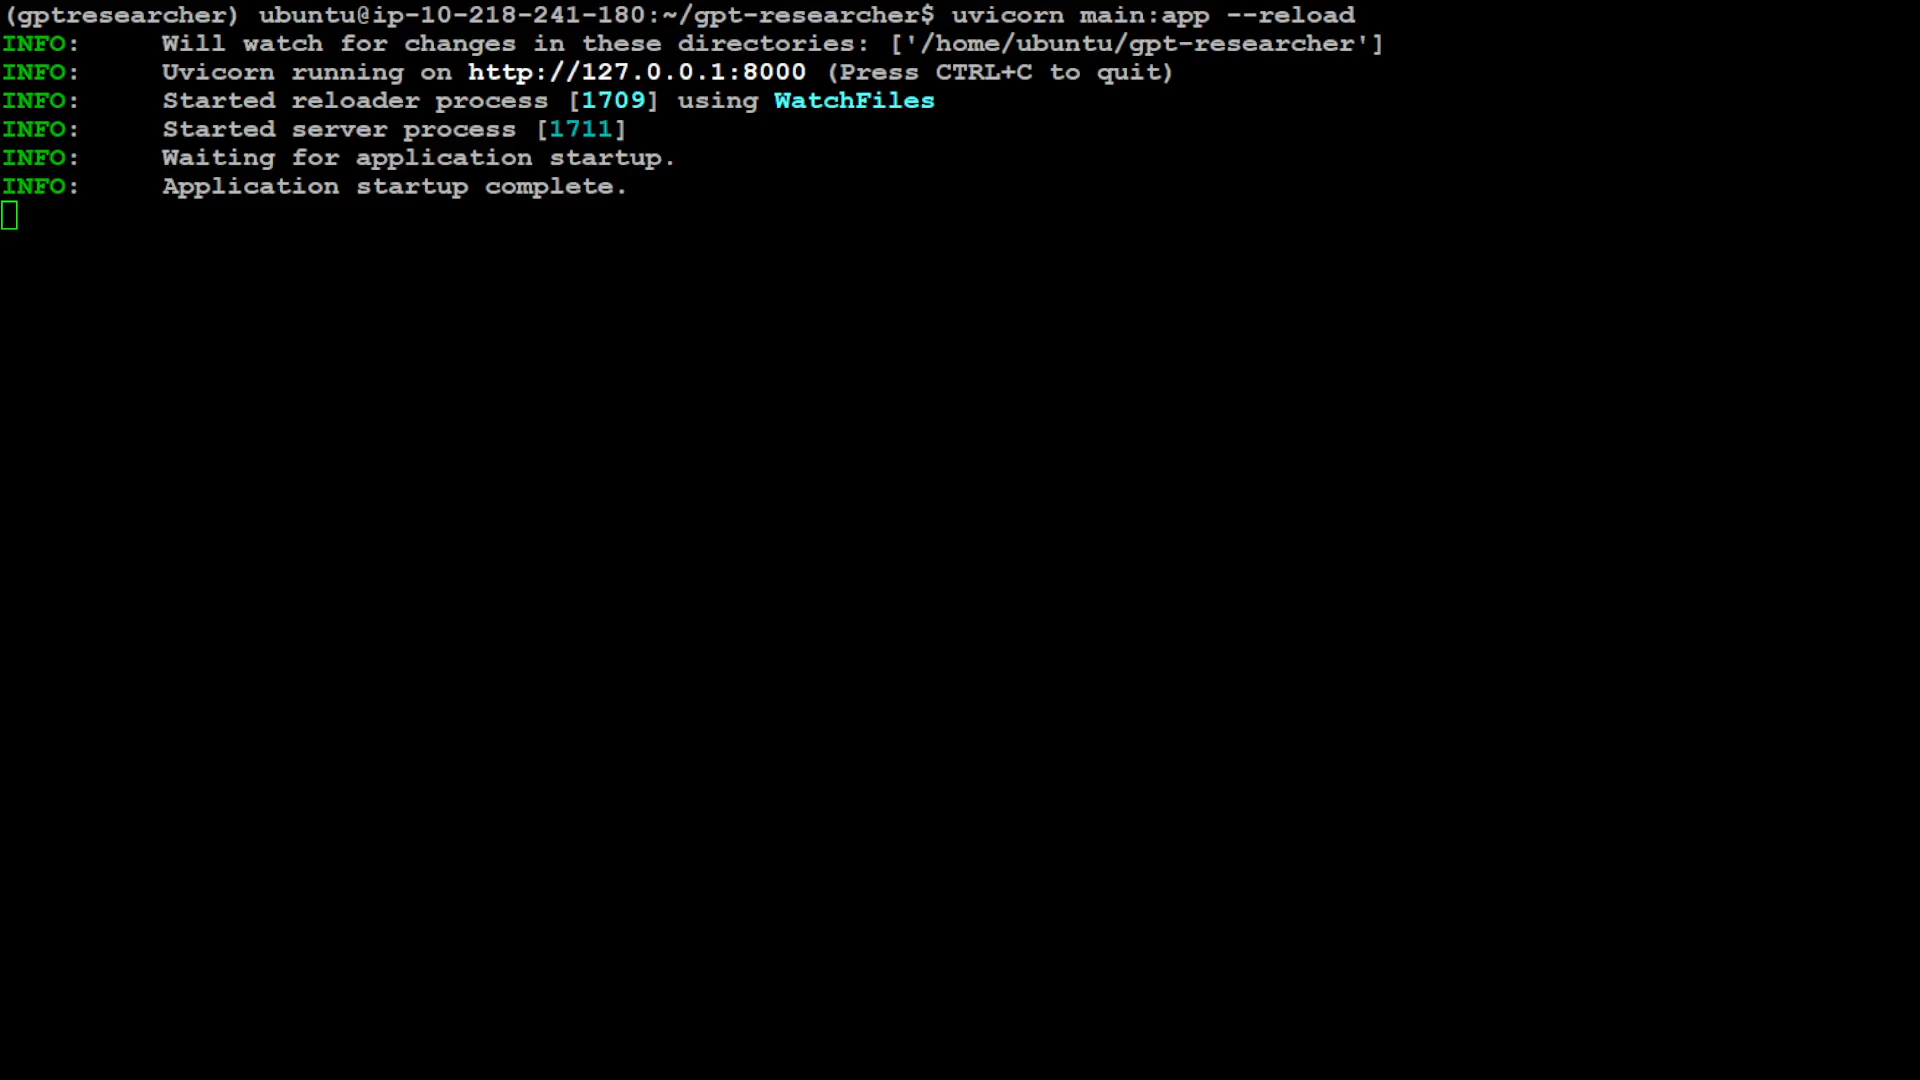 (gptresearcher) ubuntu@ip-10-218-241-180:~/gpt-researcher$ uvicorn main:app --reload
INFO:     Will watch for changes in these directories: ['/home/ubuntu/gpt-researcher']
INFO:     Uvicorn running on http://127.0.0.1:8000 (Press CTRL+C to quit)
INFO:     Started reloader process [1709] using WatchFiles
INFO:     Started server process [1711]
INFO:     Waiting for application startup.
INFO:     Application startup complete.